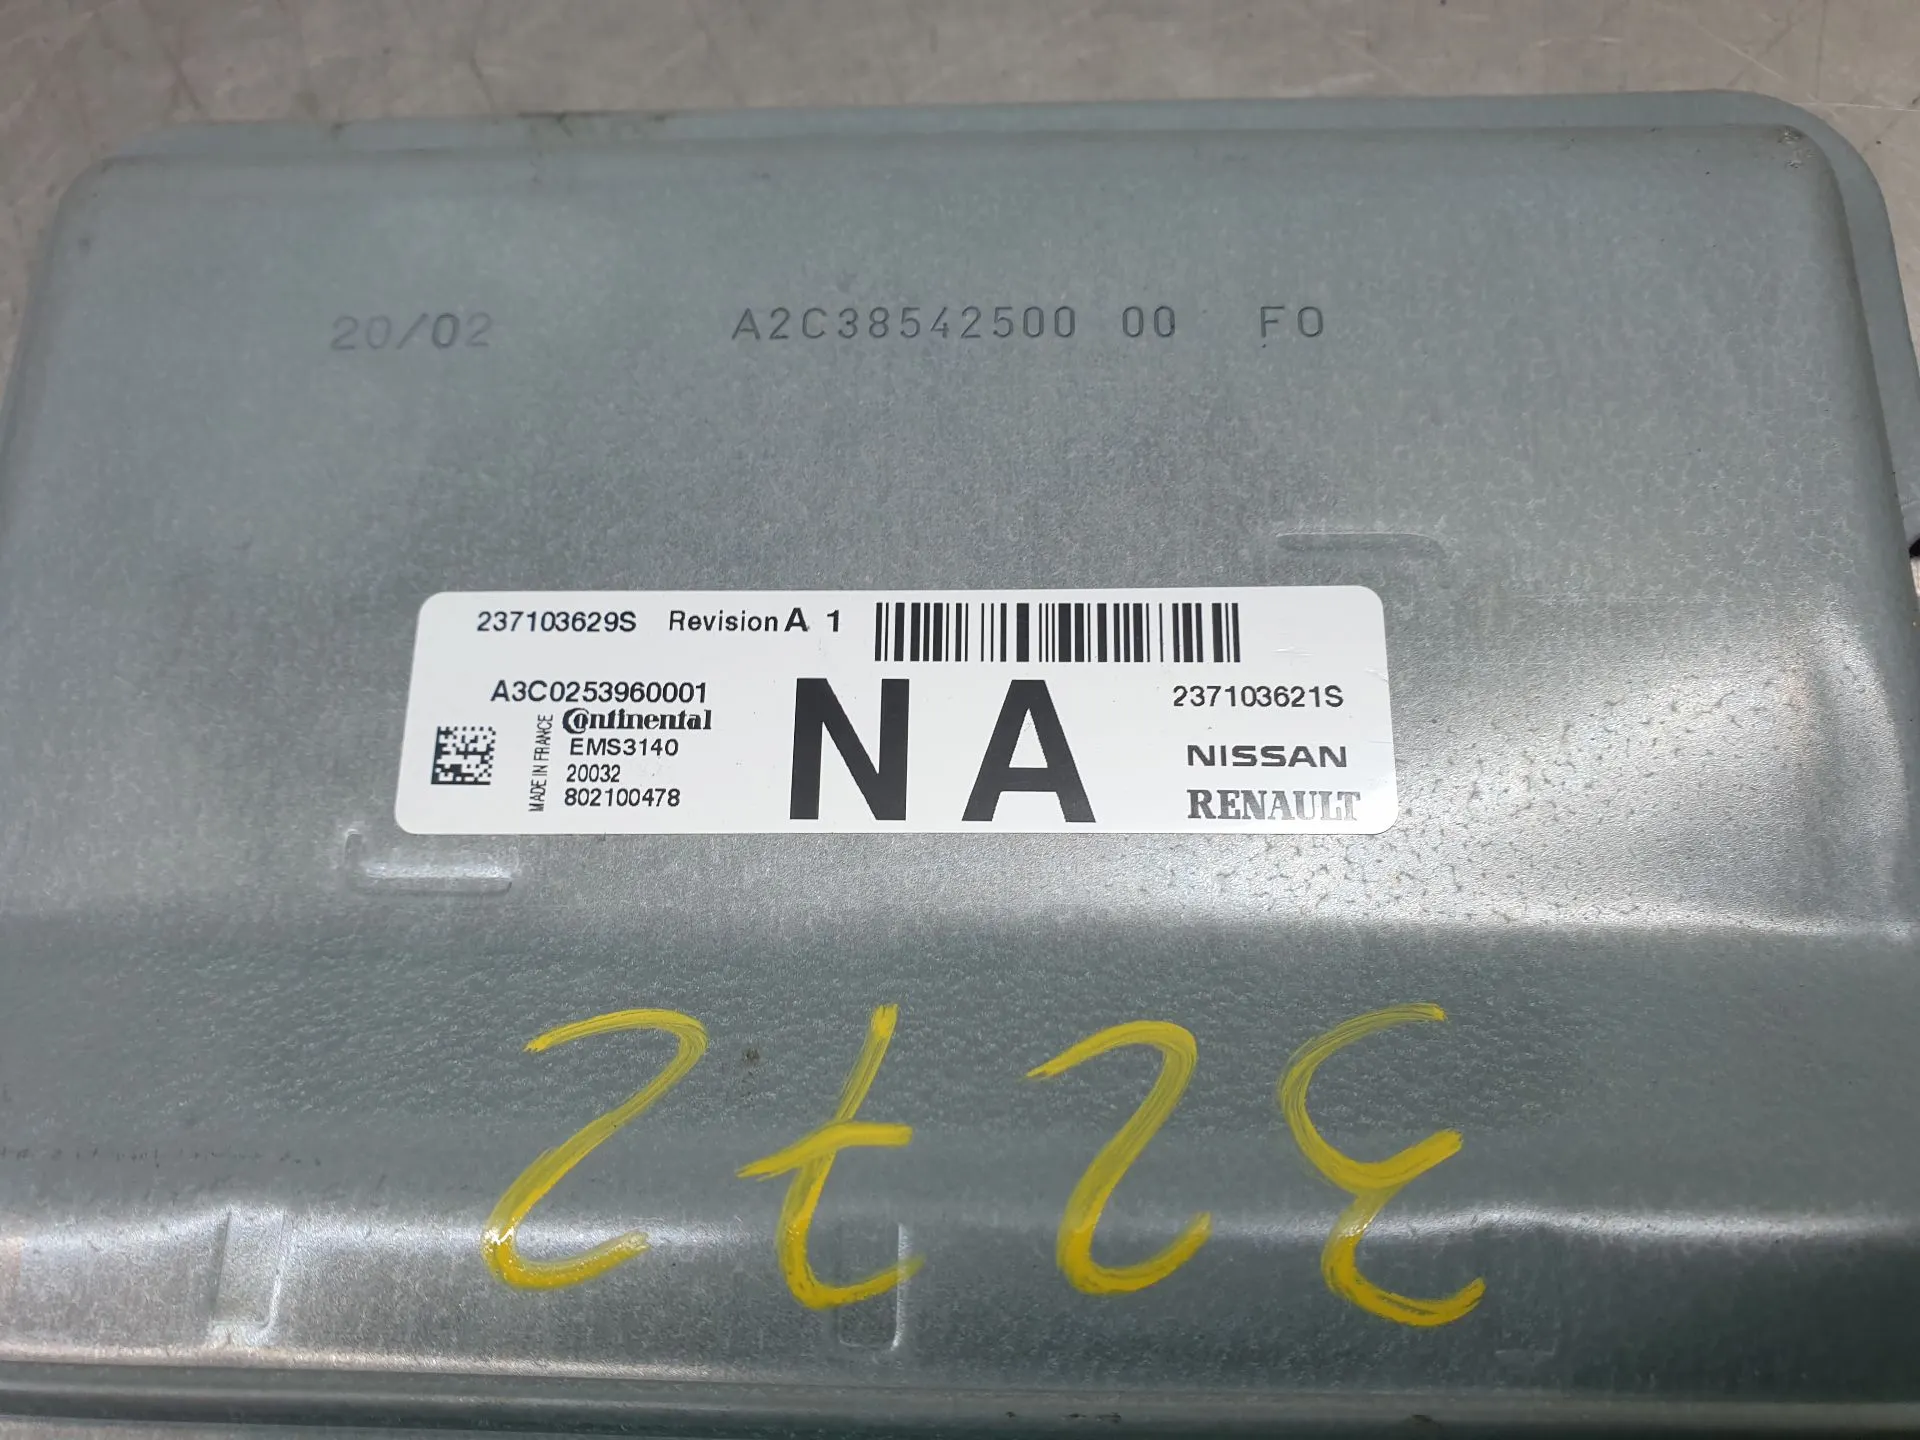 20/02 A2C38542500 00 F0
237103629S Revision A 1
A3C0253960001
Continental
EMS3140
20032
802100478
MADE IN FRANCE
NA
237103621S
NISSAN
RENAULT
3272